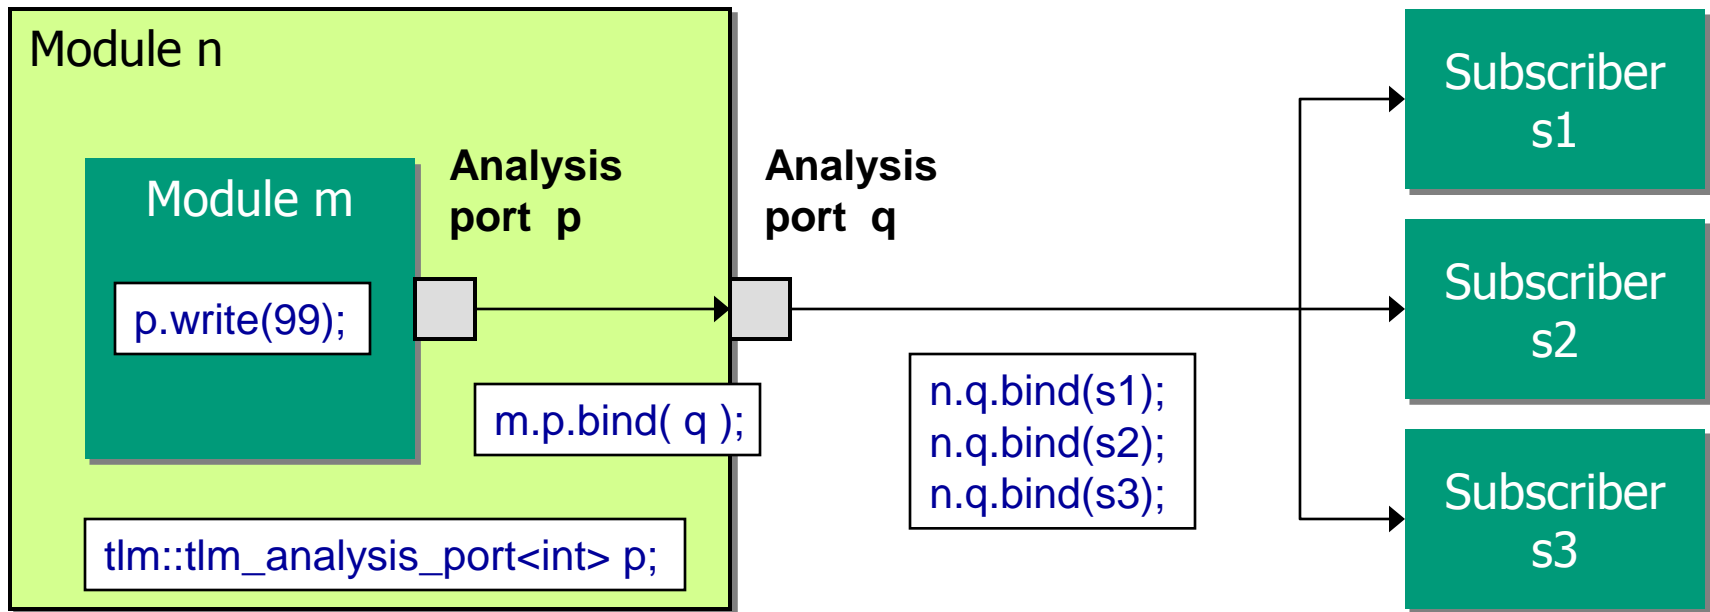 Module n
Module m
p.write(99);
Analysis
port p
m.p.bind( q );
tlm::tlm_analysis_port<int> p;
Analysis
port q
n.q.bind(s1);
n.q.bind(s2);
n.q.bind(s3);
Subscriber
s1
Subscriber
s2
Subscriber
s3